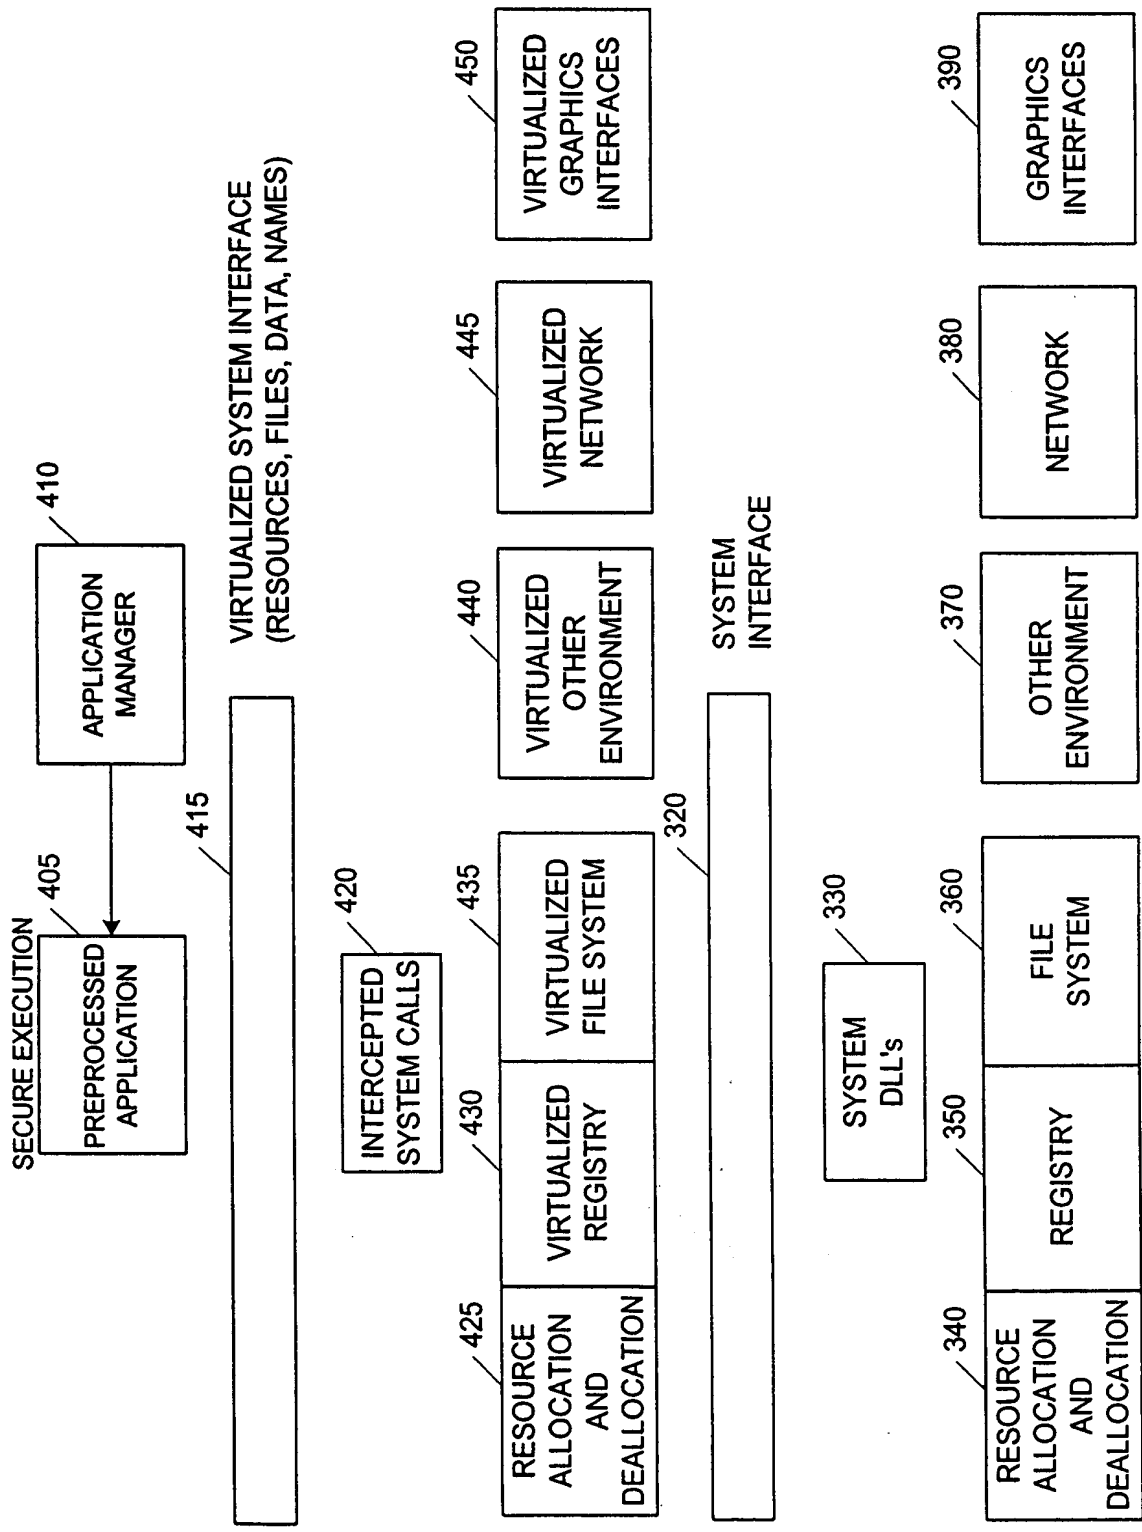 SECURE EXECUTION
405
PREPROCESSED
APPLICATION
410
APPLICATION
MANAGER
415
VIRTUALIZED SYSTEM INTERFACE
(RESOURCES, FILES, DATA, NAMES)
420
INTERCEPTED
SYSTEM CALLS
425
RESOURCE
ALLOCATION
AND
DEALLOCATION
430
VIRTUALIZED
REGISTRY
435
VIRTUALIZED
FILE SYSTEM
440
VIRTUALIZED
OTHER
ENVIRONMENT
445
VIRTUALIZED
NETWORK
450
VIRTUALIZED
GRAPHICS
INTERFACES
320
SYSTEM
INTERFACE
330
SYSTEM
DLL's
340
RESOURCE
ALLOCATION
AND
DEALLOCATION
350
REGISTRY
360
FILE
SYSTEM
370
OTHER
ENVIRONMENT
380
NETWORK
390
GRAPHICS
INTERFACES